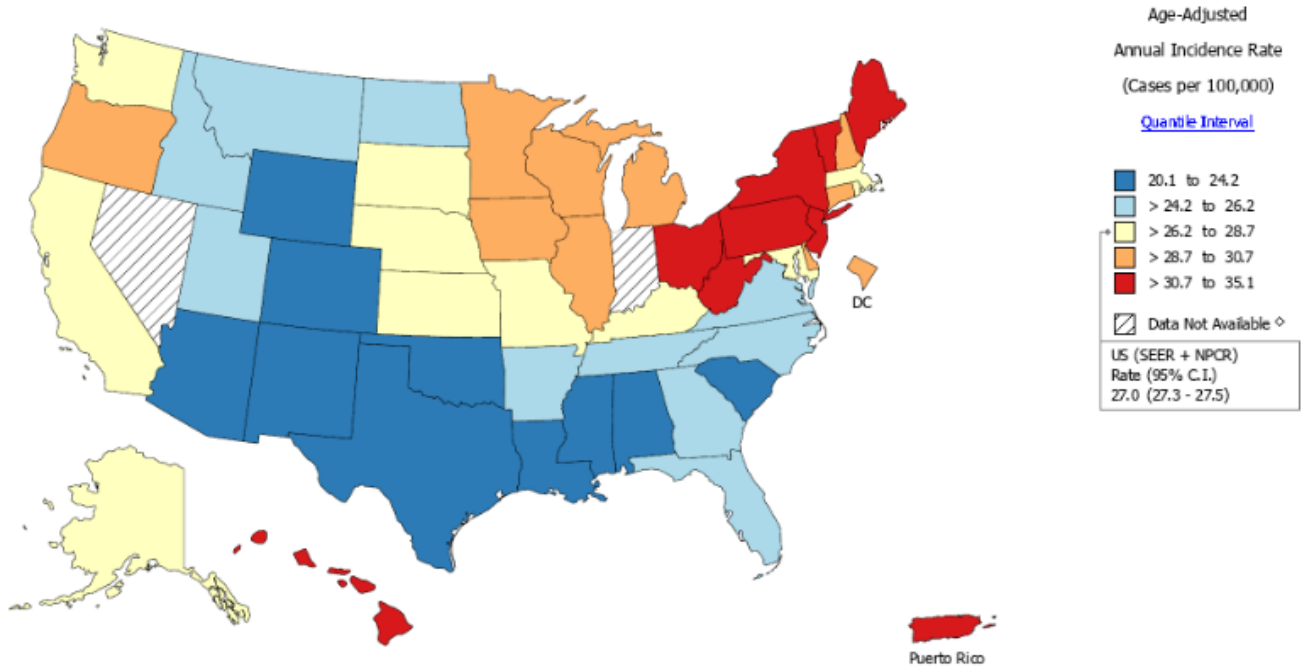 Age-Adjusted
Annual Incidence Rate
(Cases per 100,000)
Quantile Interval
20.1 to 24.2
> 24.2 to 26.2
> 26.2 to 28.7
> 28.7 to 30.7
> 30.7 to 35.1
Data Not Available ◇
US (SEER + NPCR)
Rate (95% C.I.)
27.0 (27.3 - 27.5)
DC
Puerto Rico